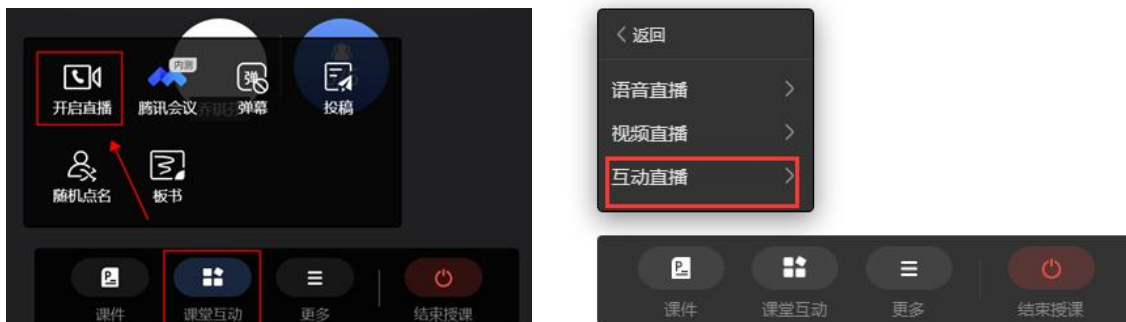 内测
弹
开启直播 腾讯会议 弹幕 投稿
随机点名 板书
课件 课堂互动 更多 结束授课
返回
语音直播
视频直播
互动直播
课件 课堂互动 更多 结束授课